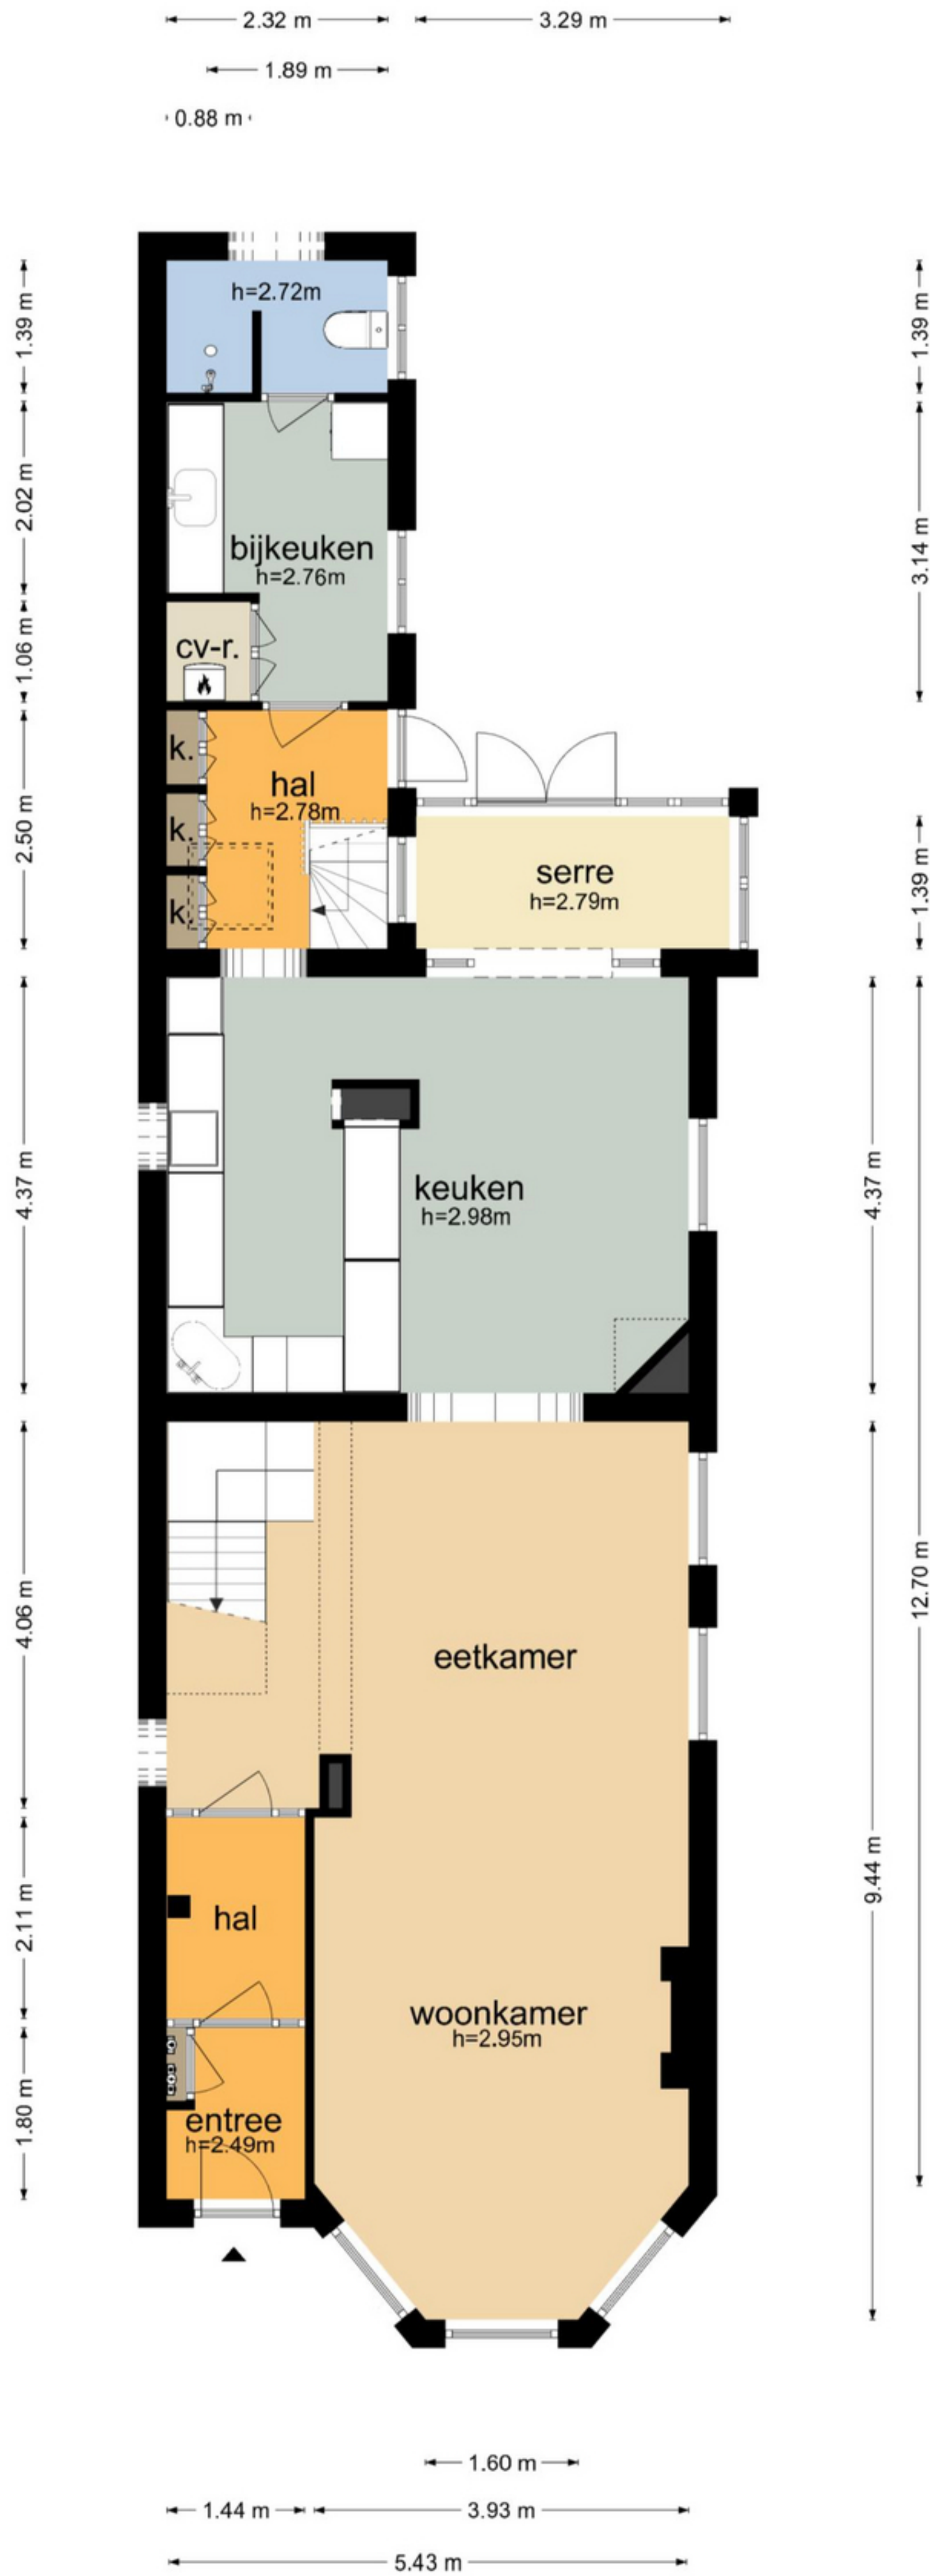 2.32 m
3.29 m
1.89 m
0.88 m
1.39 m
h=2.72m
1.39 m
2.02 m
bijkeuken
h=2.76m
3.14 m
1.06 m
cv-r.
k.
hal
h=2.78m
k.
2.50 m
serre
h=2.79m
1.39 m
k.
4.37 m
keuken
h=2.98m
4.37 m
12.70 m
4.06 m
eetkamer
9.44 m
2.11 m
hal
woonkamer
h=2.95m
1.80 m
entree
h=2.49m
1.60 m
1.44 m
3.93 m
5.43 m